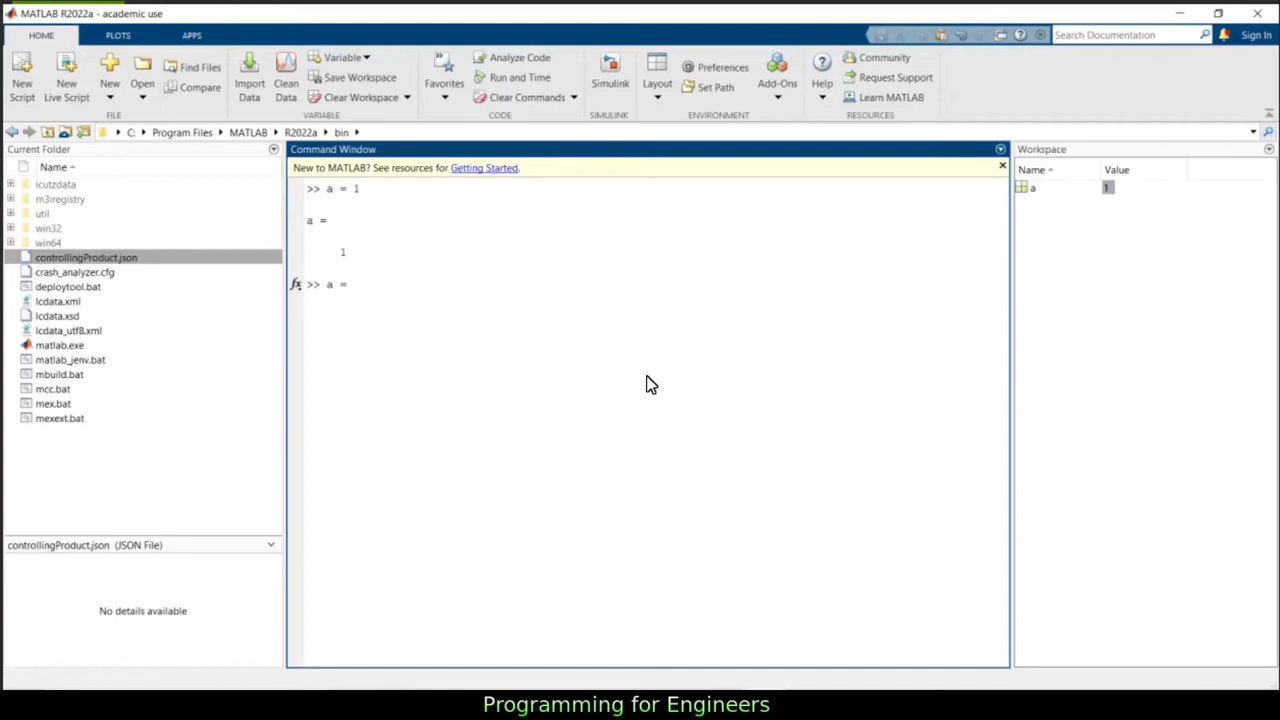 MATLAB R2022a - academic use
HOME PLOTS APPS
Search Documentation
Sign In
New Script
New Live Script
New
Open
Find Files
Compare
FILE
Import Data
Clean Data
Variable
Save Workspace
Clear Workspace
VARIABLE
Favorites
Analyze Code
Run and Time
Clear Commands
CODE
Simulink
SIMULINK
Layout
Preferences
Set Path
Add-Ons
ENVIRONMENT
Help
Community
Request Support
Learn MATLAB
RESOURCES
C: Program Files MATLAB R2022a bin
Current Folder
Name
icutzdata
m3iregistry
util
win32
win64
controllingProduct.json
crash_analyzer.cfg
deploytool.bat
lcdata.xml
lcdata.xsd
lcdata_utf8.xml
matlab.exe
matlab_jenv.bat
mbuild.bat
mcc.bat
mex.bat
mexext.bat
controllingProduct.json (JSON File)
No details available
Command Window
New to MATLAB? See resources for Getting Started.
>> a = 1
a =
1
fx >> a =
Workspace
Name Value
a 1
Programming for Engineers